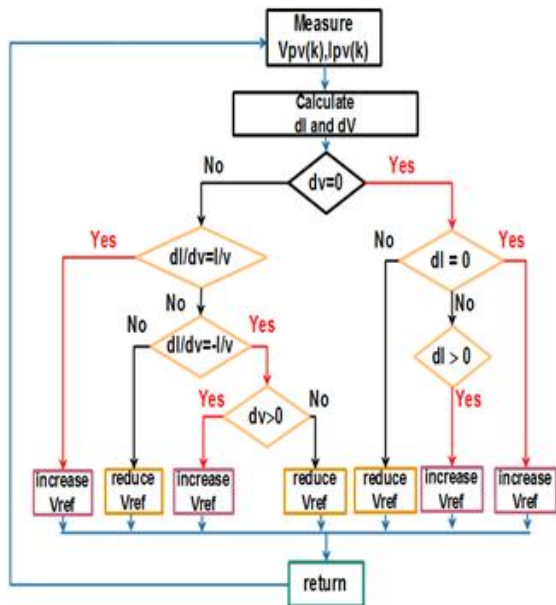 Measure
Vpv(k),Ipv(k)
Calculate
dI and dV
No
dv=0
Yes
Yes
dI/dv=I/v
No
dI = 0
Yes
No
No
No
dI/dv=-I/v
Yes
dI > 0
Yes
dv>0
No
Yes
increase
Vref
reduce
Vref
increase
Vref
reduce
Vref
reduce
Vref
increase
Vref
increase
Vref
return